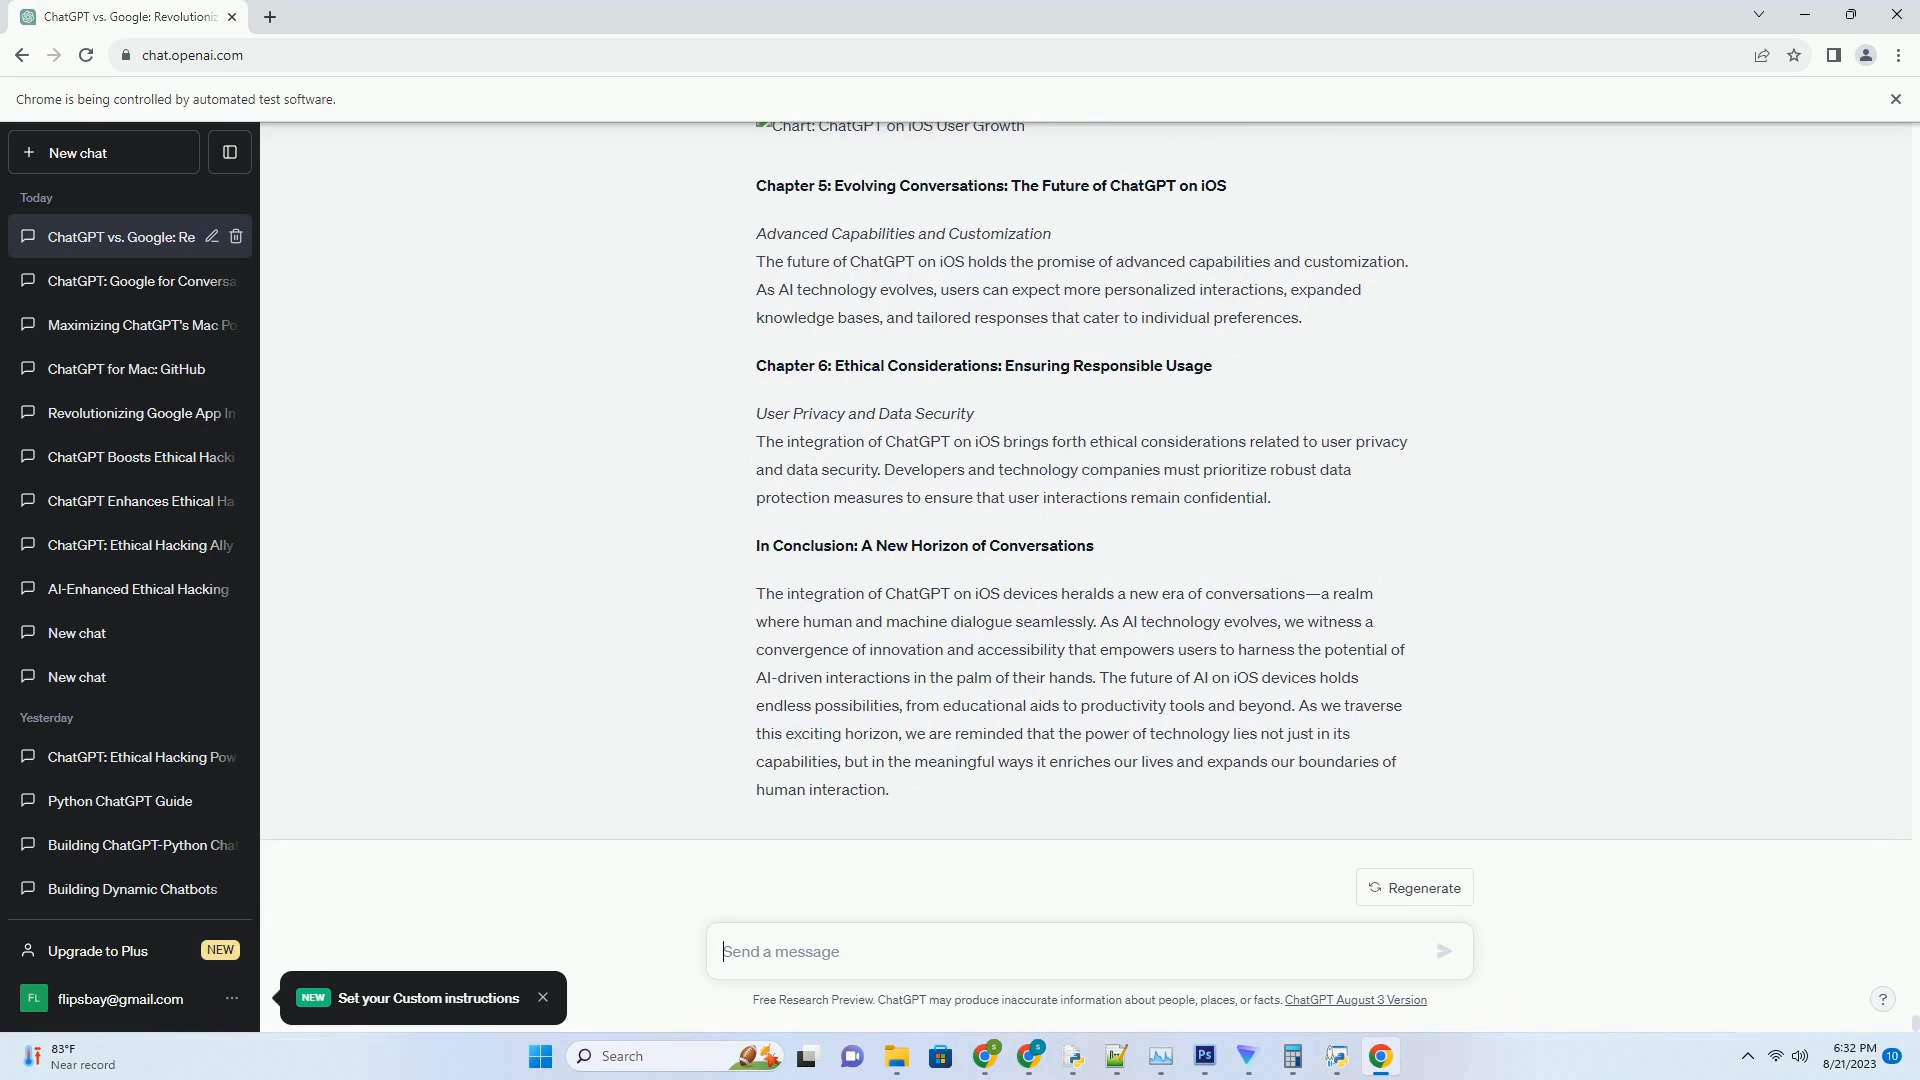 ChatGPT vs. Google: Revolutioniz
chat.openai.com
Chrome is being controlled by automated test software.
New chat
Today
ChatGPT vs. Google: Re
ChatGPT: Google for Conversa
Maximizing ChatGPT's Mac Po
ChatGPT for Mac: GitHub
Revolutionizing Google App In
ChatGPT Boosts Ethical Hacki
ChatGPT Enhances Ethical Ha
ChatGPT: Ethical Hacking Ally
AI-Enhanced Ethical Hacking
New chat
New chat
Yesterday
ChatGPT: Ethical Hacking Pow
Python ChatGPT Guide
Building ChatGPT-Python Cha
Building Dynamic Chatbots
Upgrade to Plus NEW
FL flipsbay@gmail.com
NEW Set your Custom instructions
Chart: ChatGPT on iOS User Growth
Chapter 5: Evolving Conversations: The Future of ChatGPT on iOS
Advanced Capabilities and Customization
The future of ChatGPT on iOS holds the promise of advanced capabilities and customization.
As AI technology evolves, users can expect more personalized interactions, expanded
knowledge bases, and tailored responses that cater to individual preferences.
Chapter 6: Ethical Considerations: Ensuring Responsible Usage
User Privacy and Data Security
The integration of ChatGPT on iOS brings forth ethical considerations related to user privacy
and data security. Developers and technology companies must prioritize robust data
protection measures to ensure that user interactions remain confidential.
In Conclusion: A New Horizon of Conversations
The integration of ChatGPT on iOS devices heralds a new era of conversations—a realm
where human and machine dialogue seamlessly. As AI technology evolves, we witness a
convergence of innovation and accessibility that empowers users to harness the potential of
AI-driven interactions in the palm of their hands. The future of AI on iOS devices holds
endless possibilities, from educational aids to productivity tools and beyond. As we traverse
this exciting horizon, we are reminded that the power of technology lies not just in its
capabilities, but in the meaningful ways it enriches our lives and expands our boundaries of
human interaction.
Regenerate
Send a message
Free Research Preview. ChatGPT may produce inaccurate information about people, places, or facts. ChatGPT August 3 Version
?
83°F
Near record
Search
S
S
Ps
6:32 PM
8/21/2023
10